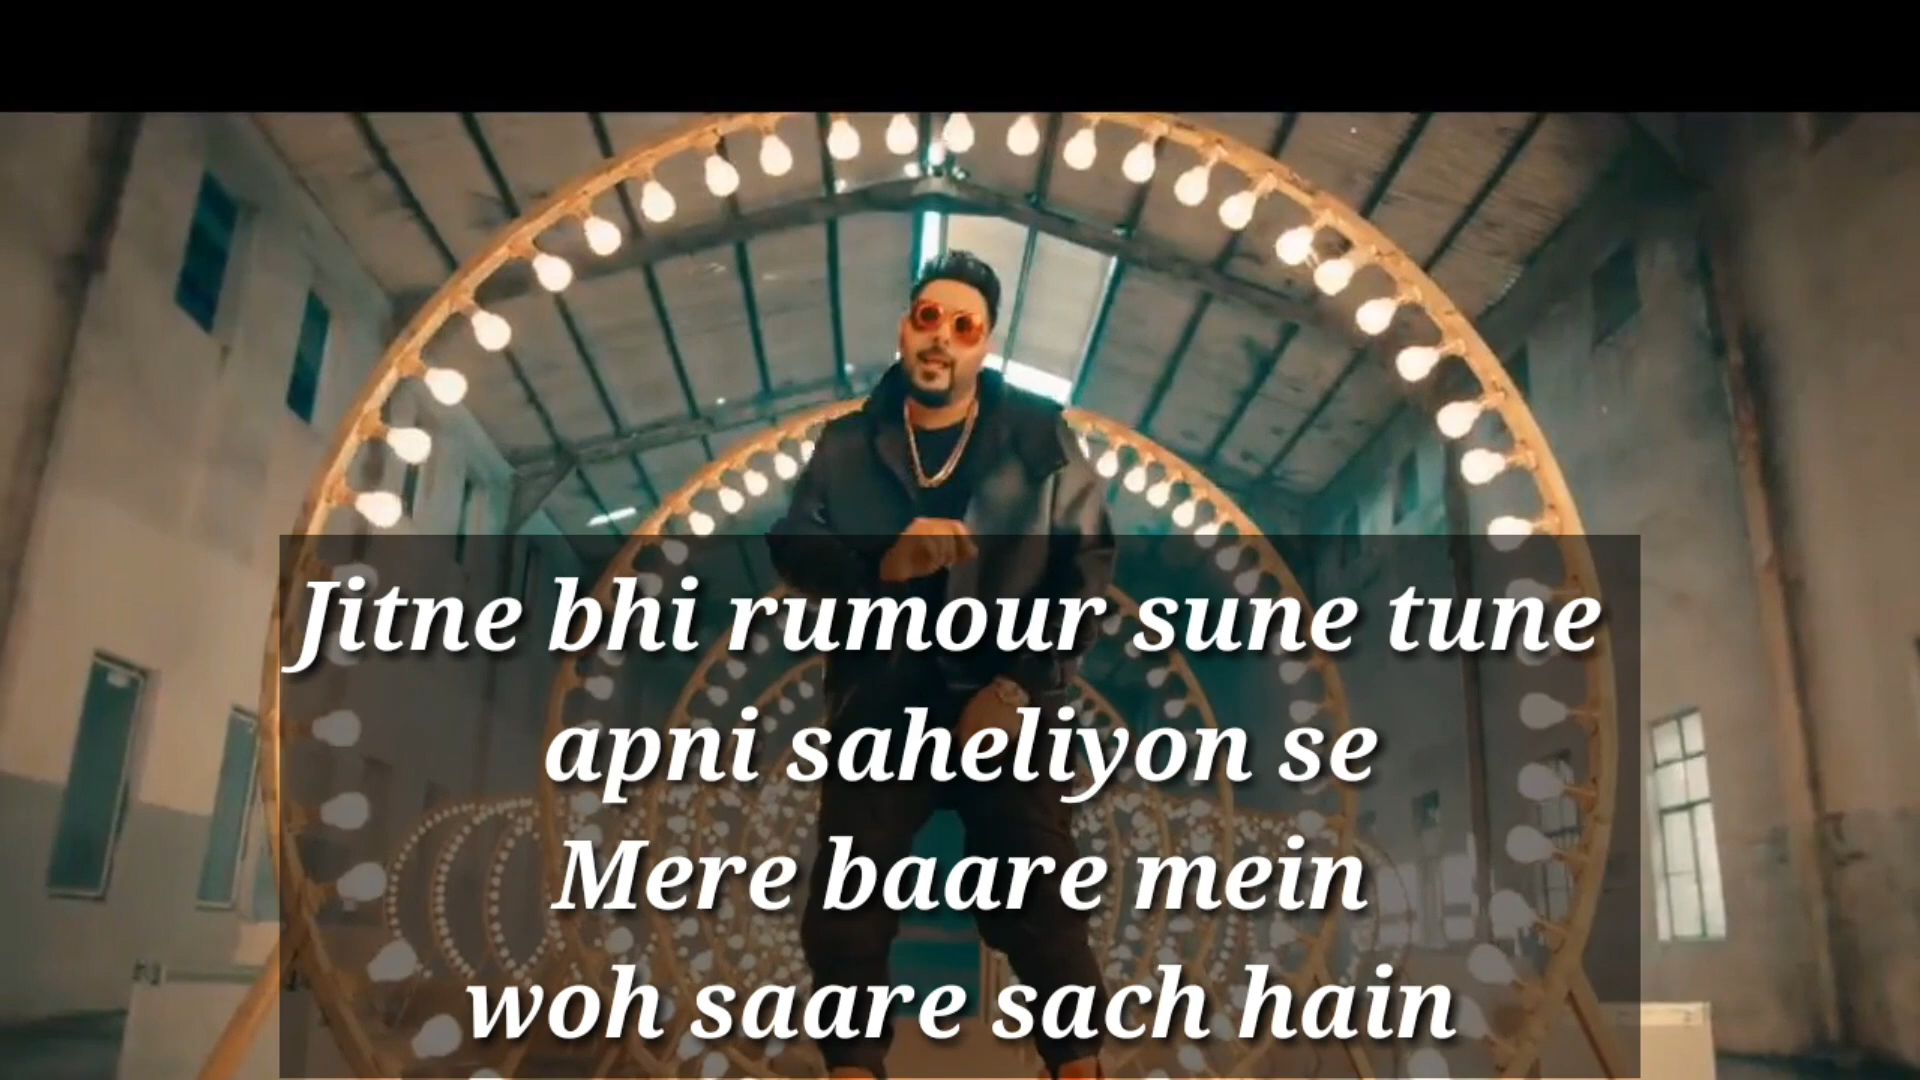 Jitne bhi rumour sune tune
apni saheliyon se
Mere baare mein
woh saare sach hain